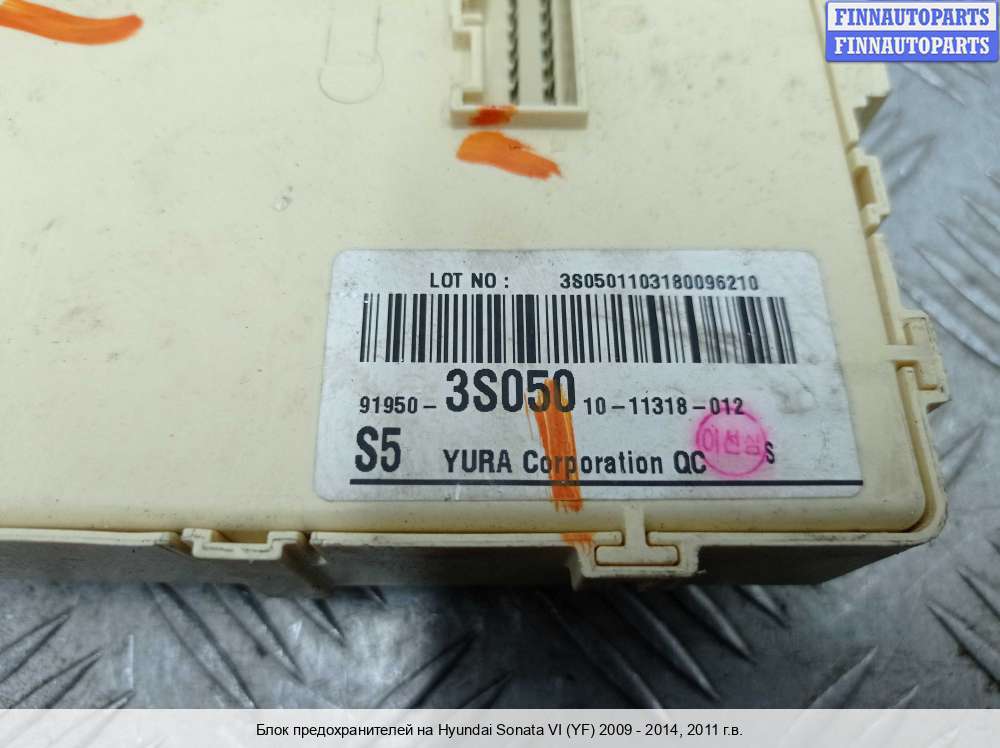 FINNAUTOPARTS
FINNAUTOPARTS
LOT NO : 3S0501103180096210
91950- 3S050 10-11318-012
S5 YURA Corporation QC S
Блок предохранителей на Hyundai Sonata VI (YF) 2009 - 2014, 2011 г.в.